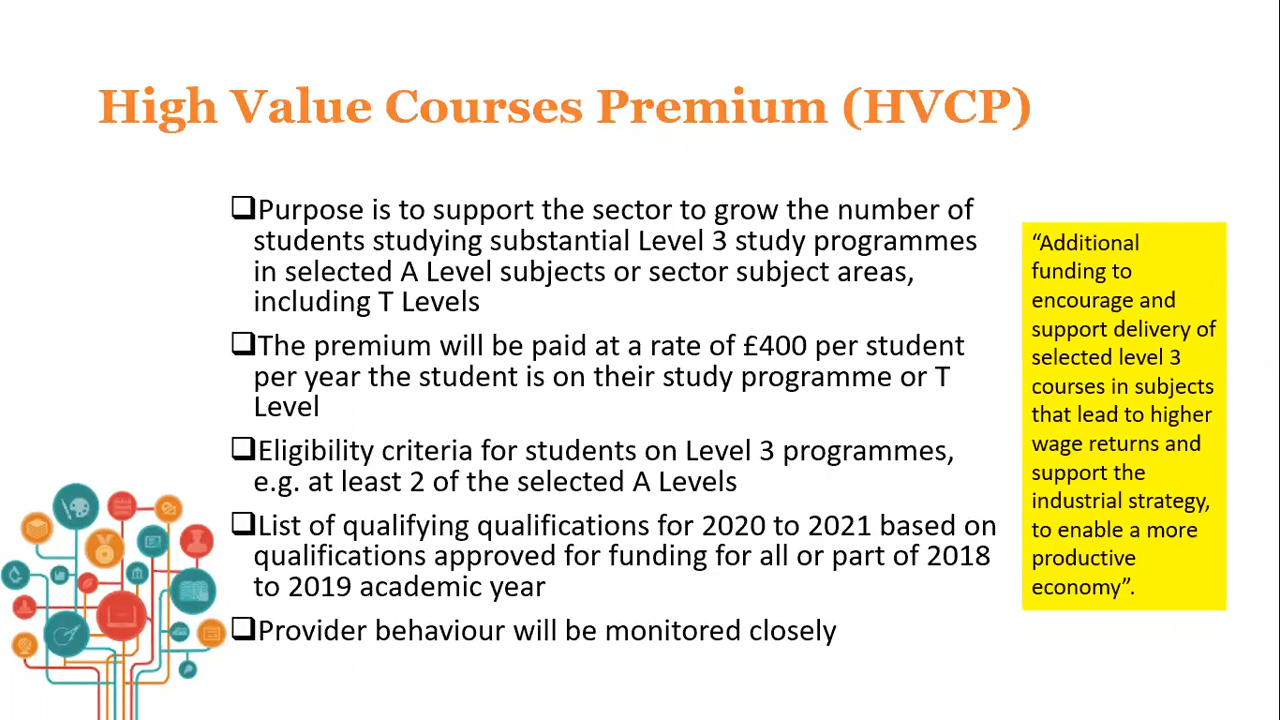 High Value Courses Premium (HVCP)
❑Purpose is to support the sector to grow the number of
students studying substantial Level 3 study programmes
in selected A Level subjects or sector subject areas,
including T Levels
❑The premium will be paid at a rate of £400 per student
per year the student is on their study programme or T
Level
❑Eligibility criteria for students on Level 3 programmes,
e.g. at least 2 of the selected A Levels
❑List of qualifying qualifications for 2020 to 2021 based on
qualifications approved for funding for all or part of 2018
to 2019 academic year
❑Provider behaviour will be monitored closely
“Additional
funding to
encourage and
support delivery of
selected level 3
courses in subjects
that lead to higher
wage returns and
support the
industrial strategy,
to enable a more
productive
economy”.